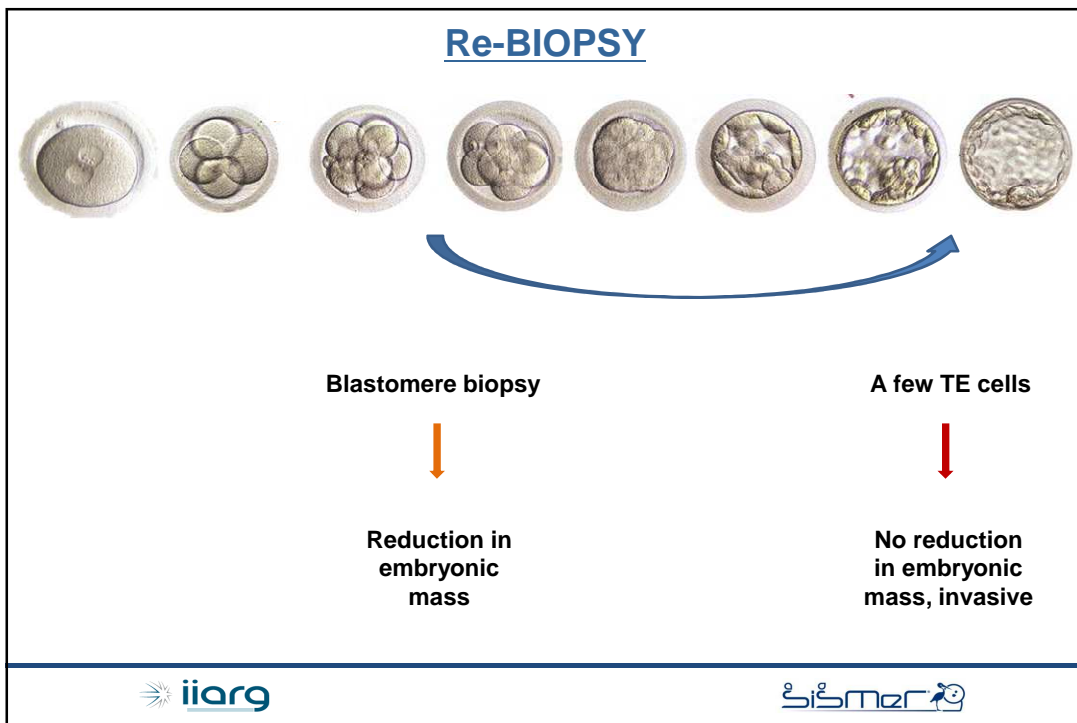 Re-BIOPSY
Blastomere biopsy
A few TE cells
Reduction in
embryonic
mass
No reduction
in embryonic
mass, invasive
iiarg
SiSMer